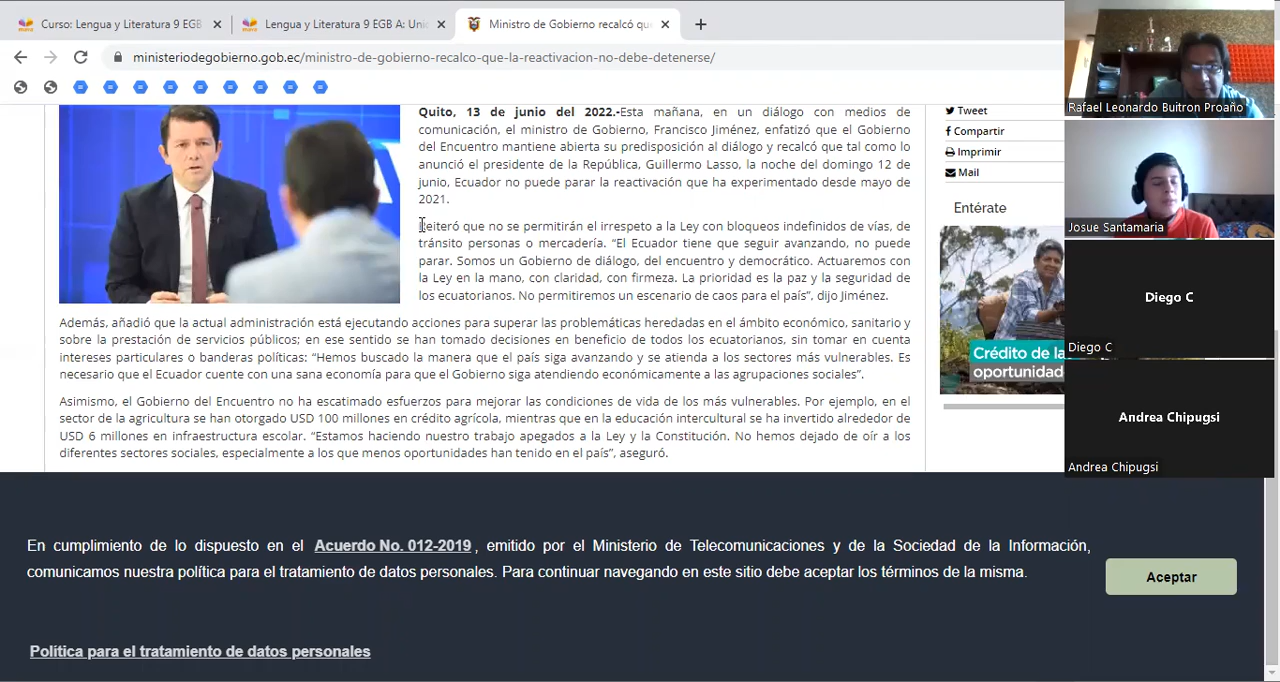 Curso: Lengua y Literatura 9 EGB
Lengua y Literatura 9 EGB A: Uni
Ministro de Gobierno recalcó qu
ministeriodegobierno.gob.ec/ministro-de-gobierno-recalco-que-la-reactivacion-no-debe-detenerse/
Quito, 13 de junio del 2022.-Esta mañana, en un diálogo con medios de
comunicación, el ministro de Gobierno, Francisco Jiménez, enfatizó que el Gobierno
del Encuentro mantiene abierta su predisposición al diálogo y recalcó que tal como lo
anunció el presidente de la República, Guillermo Lasso, la noche del domingo 12 de
junio, Ecuador no puede parar la reactivación que ha experimentado desde mayo de
2021.
Reiteró que no se permitirán el irrespeto a la Ley con bloqueos indefinidos de vías, de
tránsito personas o mercadería. “El Ecuador tiene que seguir avanzando, no puede
parar. Somos un Gobierno de diálogo, del encuentro y democrático. Actuaremos con
la Ley en la mano, con claridad, con firmeza. La prioridad es la paz y la seguridad de
los ecuatorianos. No permitiremos un escenario de caos para el país”, dijo Jiménez.
Además, añadió que la actual administración está ejecutando acciones para superar las problemáticas heredadas en el ámbito económico, sanitario y
sobre la prestación de servicios públicos, en ese sentido se han tomado decisiones en beneficio de todos los ecuatorianos, sin tomar en cuenta
intereses particulares o banderas políticas. “Hemos buscado la manera que el país siga avanzando y se atienda a los sectores más vulnerables. Es
necesario que el Ecuador cuente con una caja económica para que el Gobierno siga atendiendo económicamente a las agrupaciones sociales”.
Asimismo, el Gobierno del Encuentro no ha escatimado esfuerzos para mejorar las condiciones de vida de los más vulnerables. Por ejemplo, en el
sector de la agricultura se han otorgado USD 100 millones en crédito agrícola, mientras que en la educación intercultural se ha invertido alrededor de
USD 6 millones en infraestructura escolar. “Estamos haciendo nuestro trabajo apegados a la Ley y la Constitución. No hemos dejado de oír a los
diferentes sectores sociales, especialmente a los que menos oportunidades han tenido en el país”, aseguró.
Tweet
Compartir
Imprimir
Mail
Entérate
Crédito de la
oportunidad
Rafael Leonardo Buitron Proaño
Josue Santamaria
Diego C
Diego C
Andrea Chipugsi
Andrea Chipugsi
En cumplimiento de lo dispuesto en el Acuerdo No. 012-2019 , emitido por el Ministerio de Telecomunicaciones y de la Sociedad de la Información,
comunicamos nuestra política para el tratamiento de datos personales. Para continuar navegando en este sitio debe aceptar los términos de la misma.
Aceptar
Política para el tratamiento de datos personales